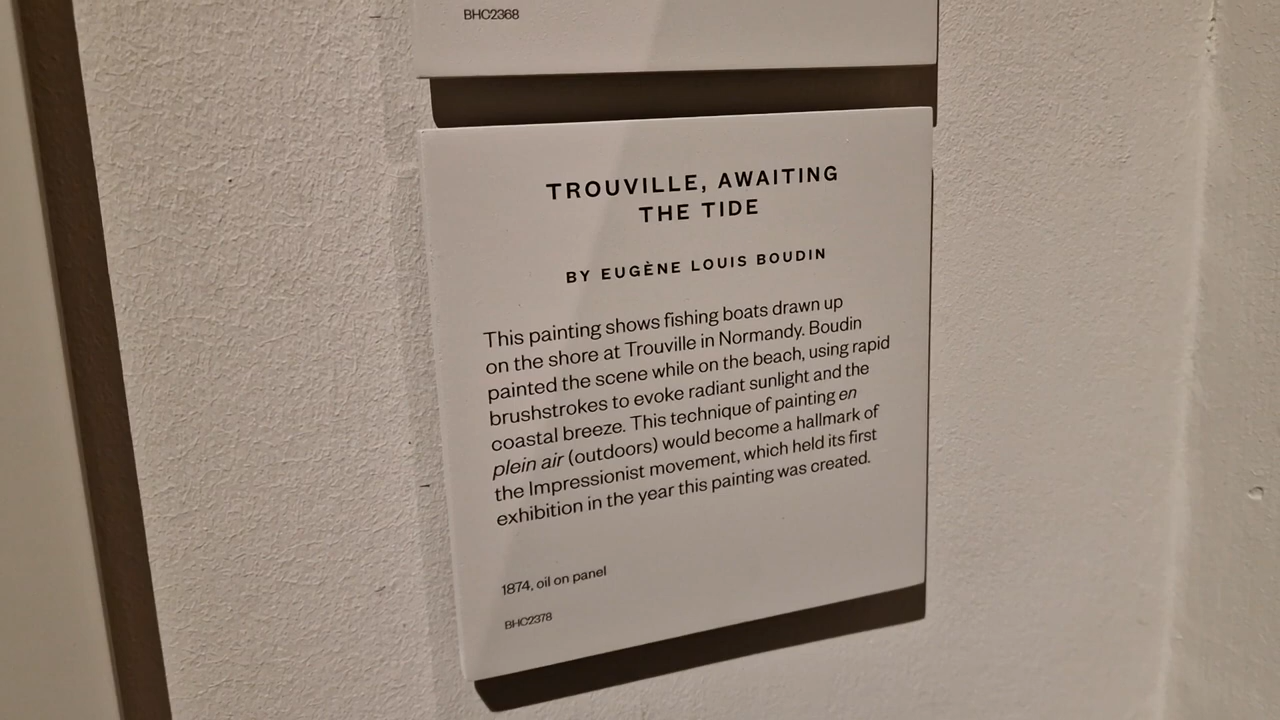 BHC2368
TROUVILLE, AWAITING
THE TIDE
BY EUGÈNE LOUIS BOUDIN
This painting shows fishing boats drawn up
on the shore at Trouville in Normandy. Boudin
painted the scene while on the beach, using rapid
brushstrokes to evoke radiant sunlight and the
coastal breeze. This technique of painting en
plein air (outdoors) would become a hallmark of
the Impressionist movement, which held its first
exhibition in the year this painting was created.
1874, oil on panel
BHC2378